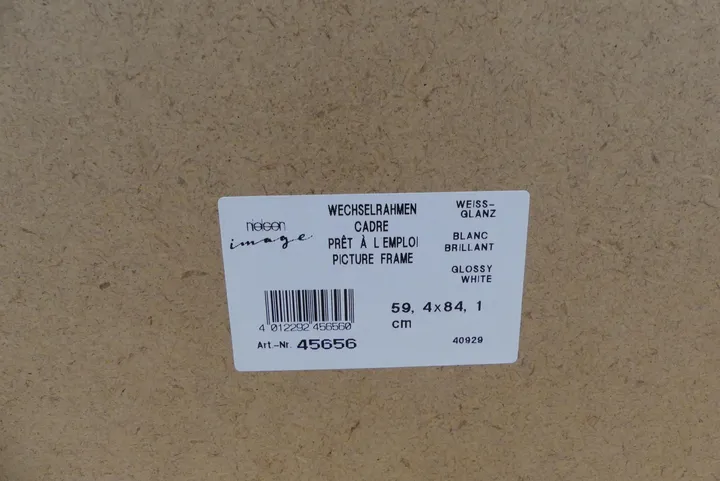 nielsen
image
WECHSELRAHMEN
CADRE
PRÊT À L EMPLOI
PICTURE FRAME
WEISS-
GLANZ
BLANC
BRILLANT
GLOSSY
WHITE
59, 4x84, 1
cm
4 012292 456560
Art.-Nr. 45656
40929